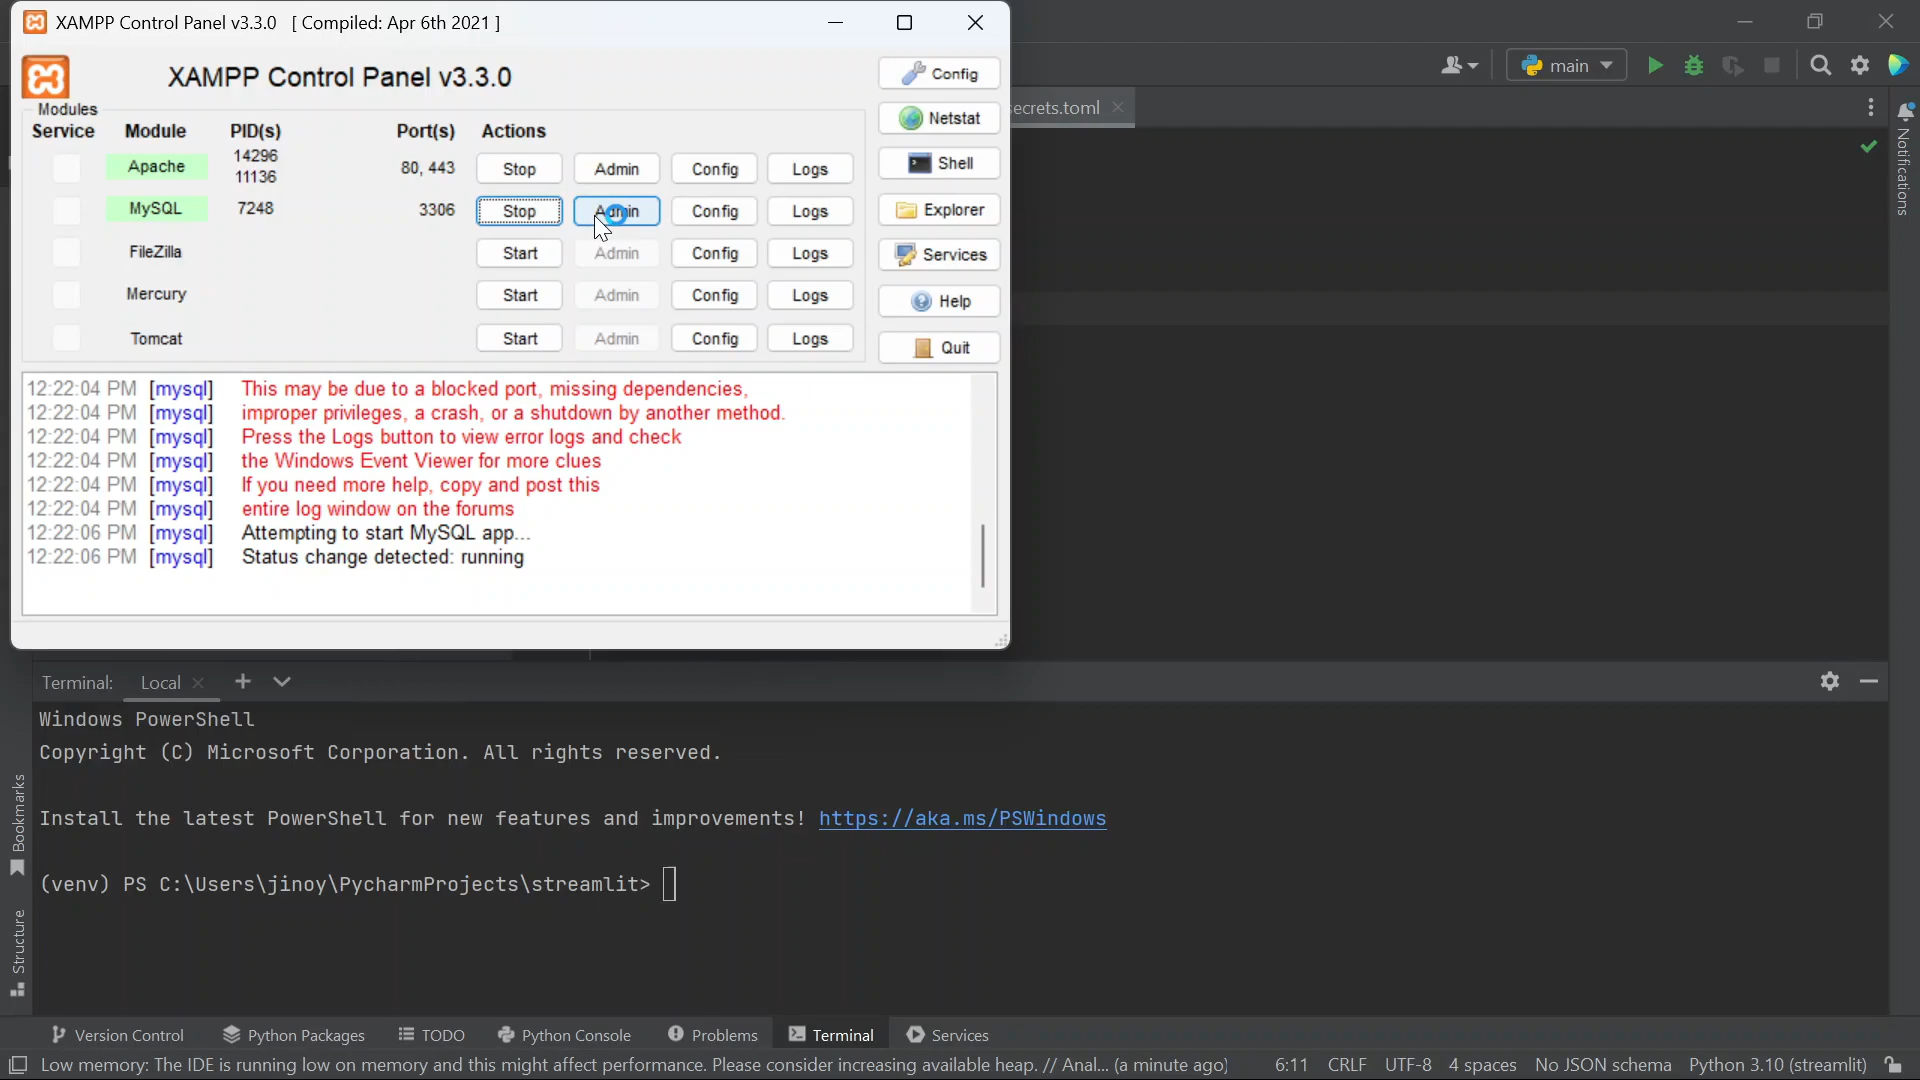 XAMPP Control Panel v3.3.0 [ Compiled: Apr 6th 2021 ]
XAMPP Control Panel v3.3.0
Config
Modules
Service Module PID(s) Port(s) Actions
Netstat
Apache 14296 11136 80, 443 Stop Admin Config Logs
Shell
MySQL 7248 3306 Stop Admin Config Logs
Explorer
FileZilla Start Admin Config Logs
Services
Mercury Start Admin Config Logs
Help
Tomcat Start Admin Config Logs
Quit
12:22:04 PM [mysql] This may be due to a blocked port, missing dependencies,
12:22:04 PM [mysql] improper privileges, a crash, or a shutdown by another method.
12:22:04 PM [mysql] Press the Logs button to view error logs and check
12:22:04 PM [mysql] the Windows Event Viewer for more clues
12:22:04 PM [mysql] If you need more help, copy and post this
12:22:04 PM [mysql] entire log window on the forums
12:22:06 PM [mysql] Attempting to start MySQL app...
12:22:06 PM [mysql] Status change detected: running
main
ecrets.toml
Notifications
Terminal: Local
Windows PowerShell
Copyright (C) Microsoft Corporation. All rights reserved.
Install the latest PowerShell for new features and improvements! https://aka.ms/PSWindows
(venv) PS C:\Users\jinoy\PycharmProjects\streamlit>
Bookmarks
Structure
Version Control Python Packages TODO Python Console Problems Terminal Services
Low memory: The IDE is running low on memory and this might affect performance. Please consider increasing available heap. // Anal... (a minute ago) 6:11 CRLF UTF-8 4 spaces No JSON schema Python 3.10 (streamlit)